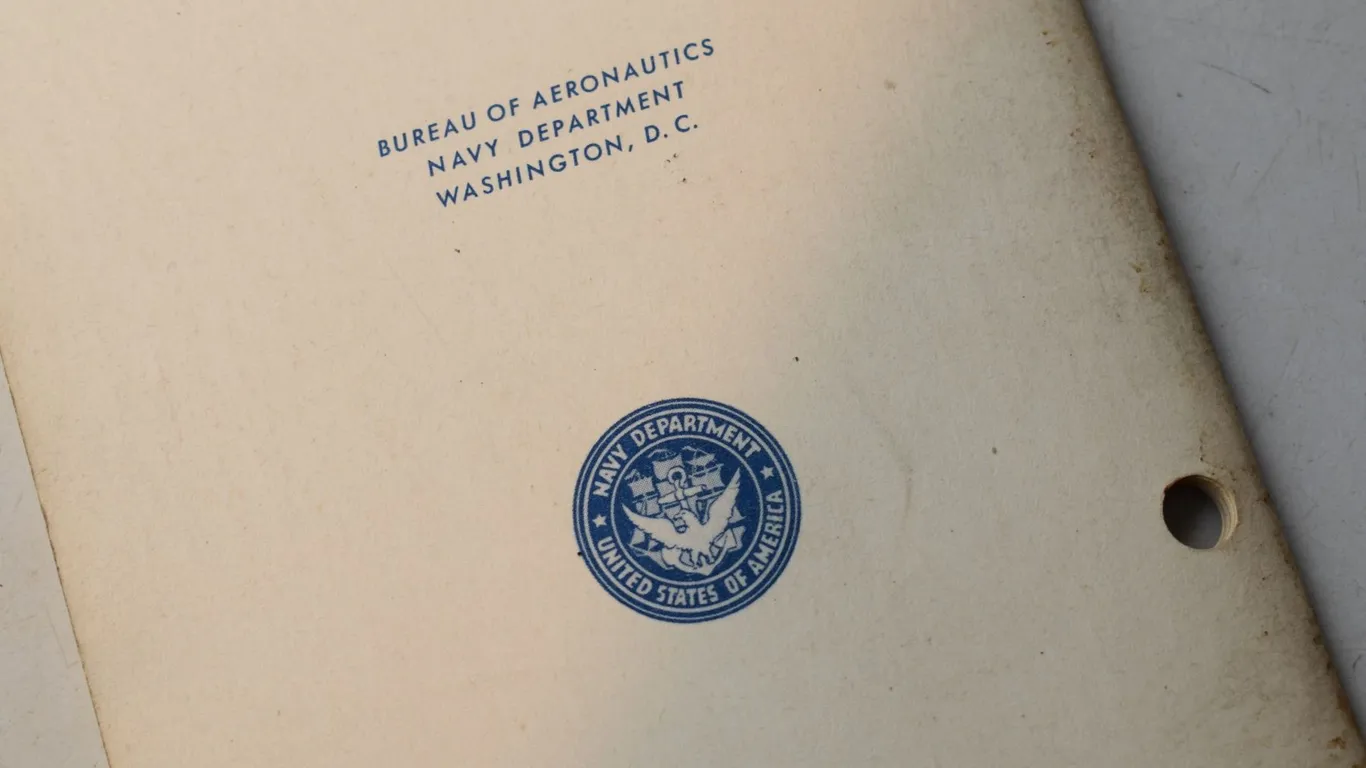 BUREAU OF AERONAUTICS
NAVY DEPARTMENT
WASHINGTON, D. C.
NAVY DEPARTMENT
UNITED STATES OF AMERICA